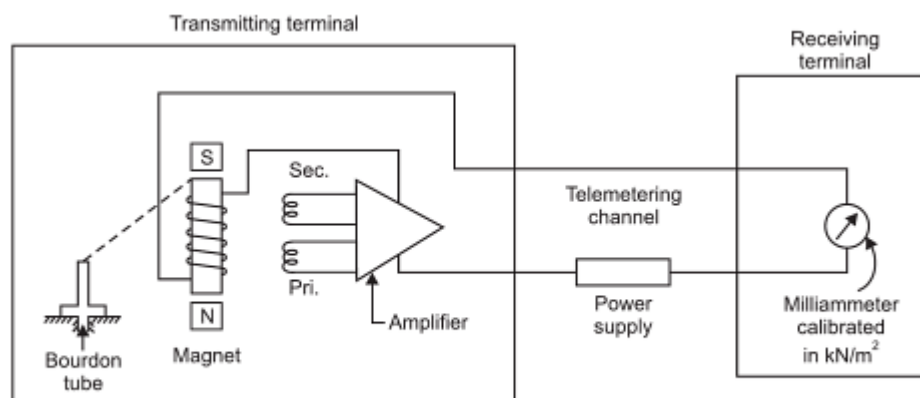 Transmitting terminal
Receiving
terminal
S
Sec.
Telemetering
channel
Pri.
N
Amplifier
Power
supply
Milliammeter
calibrated
in kN/m²
Magnet
Bourdon
tube